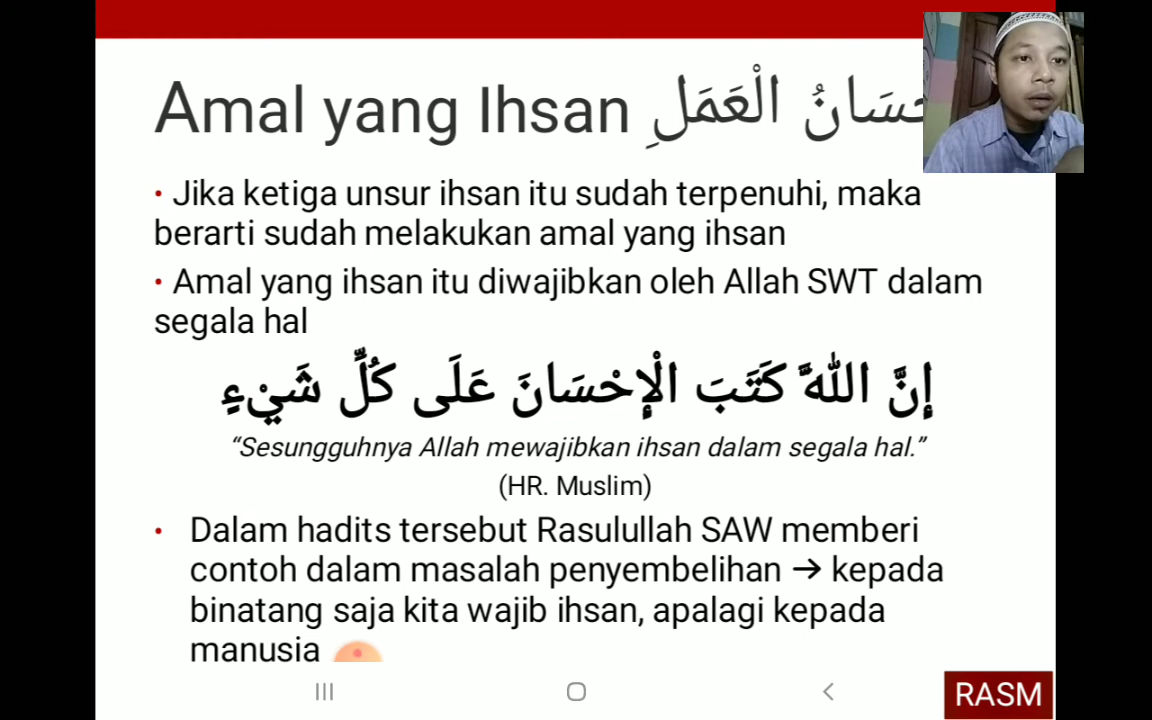 Amal yang Ihsan الْعَمَلِ
• Jika ketiga unsur ihsan itu sudah terpenuhi, maka
berarti sudah melakukan amal yang ihsan
• Amal yang ihsan itu diwajibkan oleh Allah SWT dalam
segala hal
إِنَّ اللهَ كَتَبَ الْإِحْسَانَ عَلَى كُلِّ شَيْءٍ
“Sesungguhnya Allah mewajibkan ihsan dalam segala hal.”
(HR. Muslim)
• Dalam hadits tersebut Rasulullah SAW memberi
contoh dalam masalah penyembelihan → kepada
binatang saja kita wajib ihsan, apalagi kepada
manusia
RASM